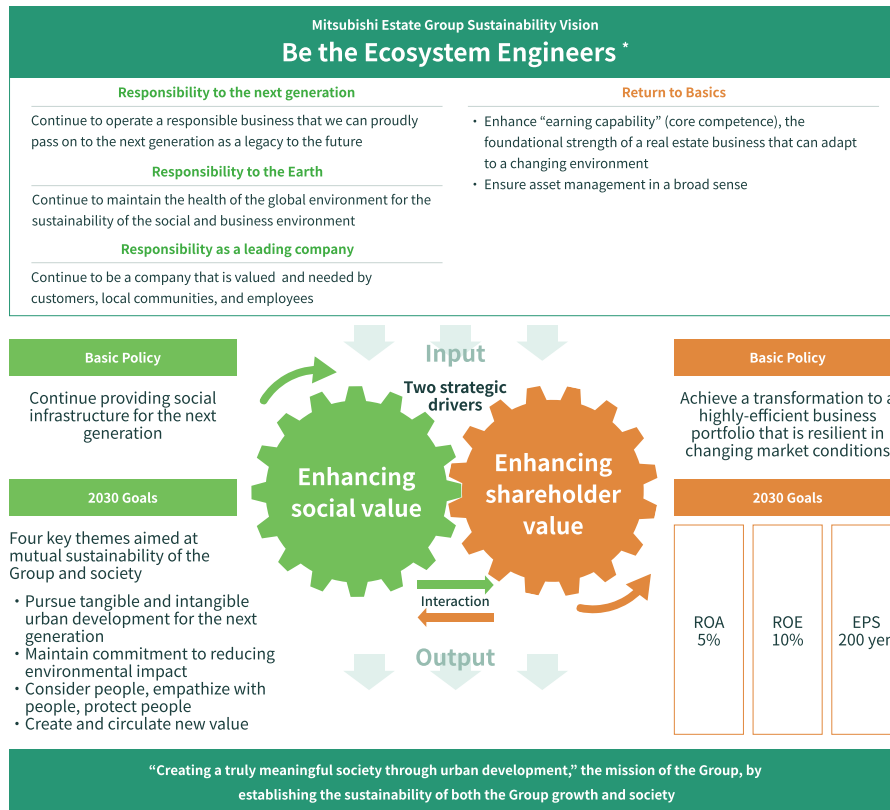 Mitsubishi Estate Group Sustainability Vision
Be the Ecosystem Engineers *
Responsibility to the next generation
Continue to operate a responsible business that we can proudly
pass on to the next generation as a legacy to the future
Responsibility to the Earth
Continue to maintain the health of the global environment for the
sustainability of the social and business environment
Responsibility as a leading company
Continue to be a company that is valued and needed by
customers, local communities, and employees
Return to Basics
・ Enhance “earning capability” (core competence), the
foundational strength of a real estate business that can adapt
to a changing environment
・ Ensure asset management in a broad sense
Input
Two strategic
drivers
Basic Policy
Continue providing social
infrastructure for the next
generation
2030 Goals
Four key themes aimed at
mutual sustainability of the
Group and society
・ Pursue tangible and intangible
urban development for the next
generation
・ Maintain commitment to reducing
environmental impact
・ Consider people, empathize with
people, protect people
・ Create and circulate new value
Enhancing
social value
Enhancing
shareholder
value
Interaction
Output
Basic Policy
Achieve a transformation to a
highly-efficient business
portfolio that is resilient in
changing market conditions
2030 Goals
ROA
5%
ROE
10%
EPS
200 yen
“Creating a truly meaningful society through urban development,” the mission of the Group, by
establishing the sustainability of both the Group growth and society